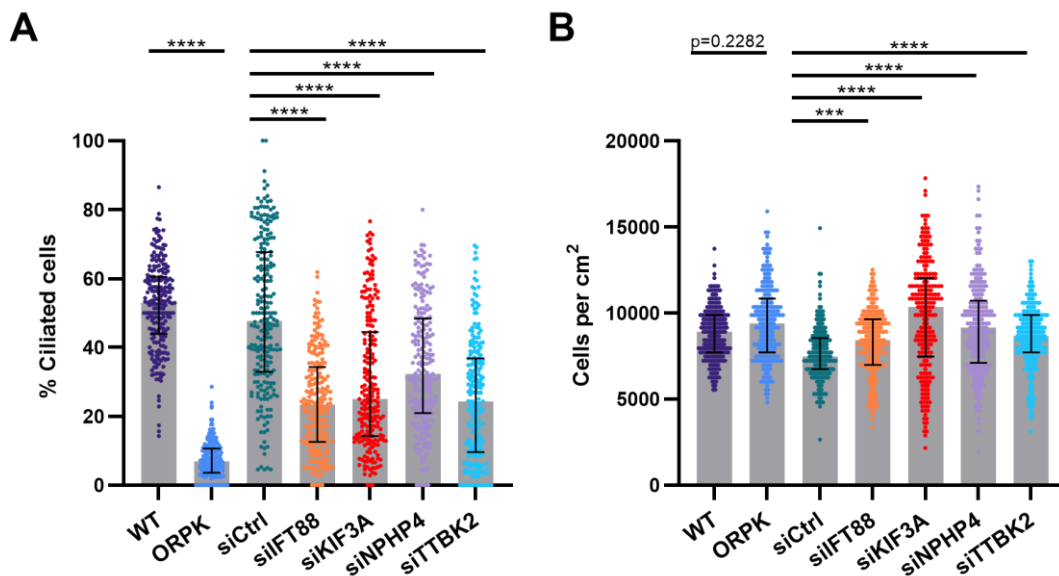 A
****
****
****
****
****
% Ciliated cells
100
80
60
40
20
0
WT
ORPK
siCtrl
siIFT88
siKIF3A
siNPHP4
siTTBK2
B
p=0.2282
****
****
****
***
Cells per cm²
20000
15000
10000
5000
0
WT
ORPK
siCtrl
siIFT88
siKIF3A
siNPHP4
siTTBK2